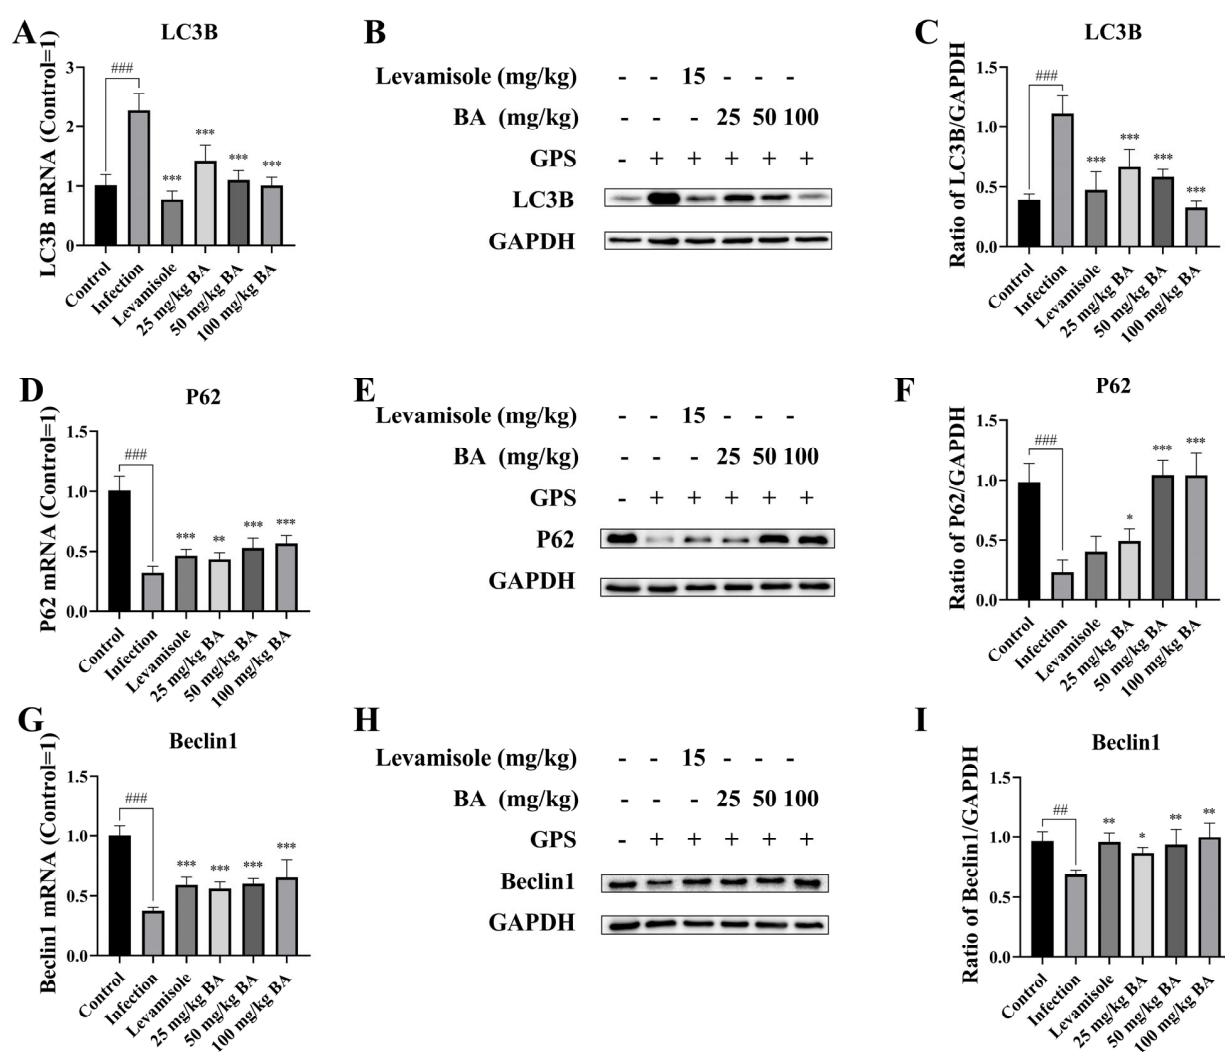 A
LC3B
LC3B mRNA (Control=1)
3
2
1
0
###
***
***
***
***
Control
Infection
Levamisole
25 mg/kg BA
50 mg/kg BA
100 mg/kg BA
B
Levamisole (mg/kg) - - 15 - - -
BA (mg/kg) - - - 25 50 100
GPS - + + + + +
LC3B
GAPDH
C
LC3B
Ratio of LC3B/GAPDH
1.5
1.0
0.5
0.0
###
***
***
***
***
Control
Infection
Levamisole
25 mg/kg BA
50 mg/kg BA
100 mg/kg BA
D
P62
P62 mRNA (Control=1)
1.5
1.0
0.5
0.0
###
***
**
***
***
Control
Infection
Levamisole
25 mg/kg BA
50 mg/kg BA
100 mg/kg BA
E
Levamisole (mg/kg) - - 15 - - -
BA (mg/kg) - - - 25 50 100
GPS - + + + + +
P62
GAPDH
F
P62
Ratio of P62/GAPDH
1.5
1.0
0.5
0.0
###
*
***
***
Control
Infection
Levamisole
25 mg/kg BA
50 mg/kg BA
100 mg/kg BA
G
Beclin1
Beclin1 mRNA (Control=1)
1.5
1.0
0.5
0.0
###
***
***
***
***
Control
Infection
Levamisole
25 mg/kg BA
50 mg/kg BA
100 mg/kg BA
H
Levamisole (mg/kg) - - 15 - - -
BA (mg/kg) - - - 25 50 100
GPS - + + + + +
Beclin1
GAPDH
I
Beclin1
Ratio of Beclin1/GAPDH
1.5
1.0
0.5
0.0
##
**
*
**
**
Control
Infection
Levamisole
25 mg/kg BA
50 mg/kg BA
100 mg/kg BA